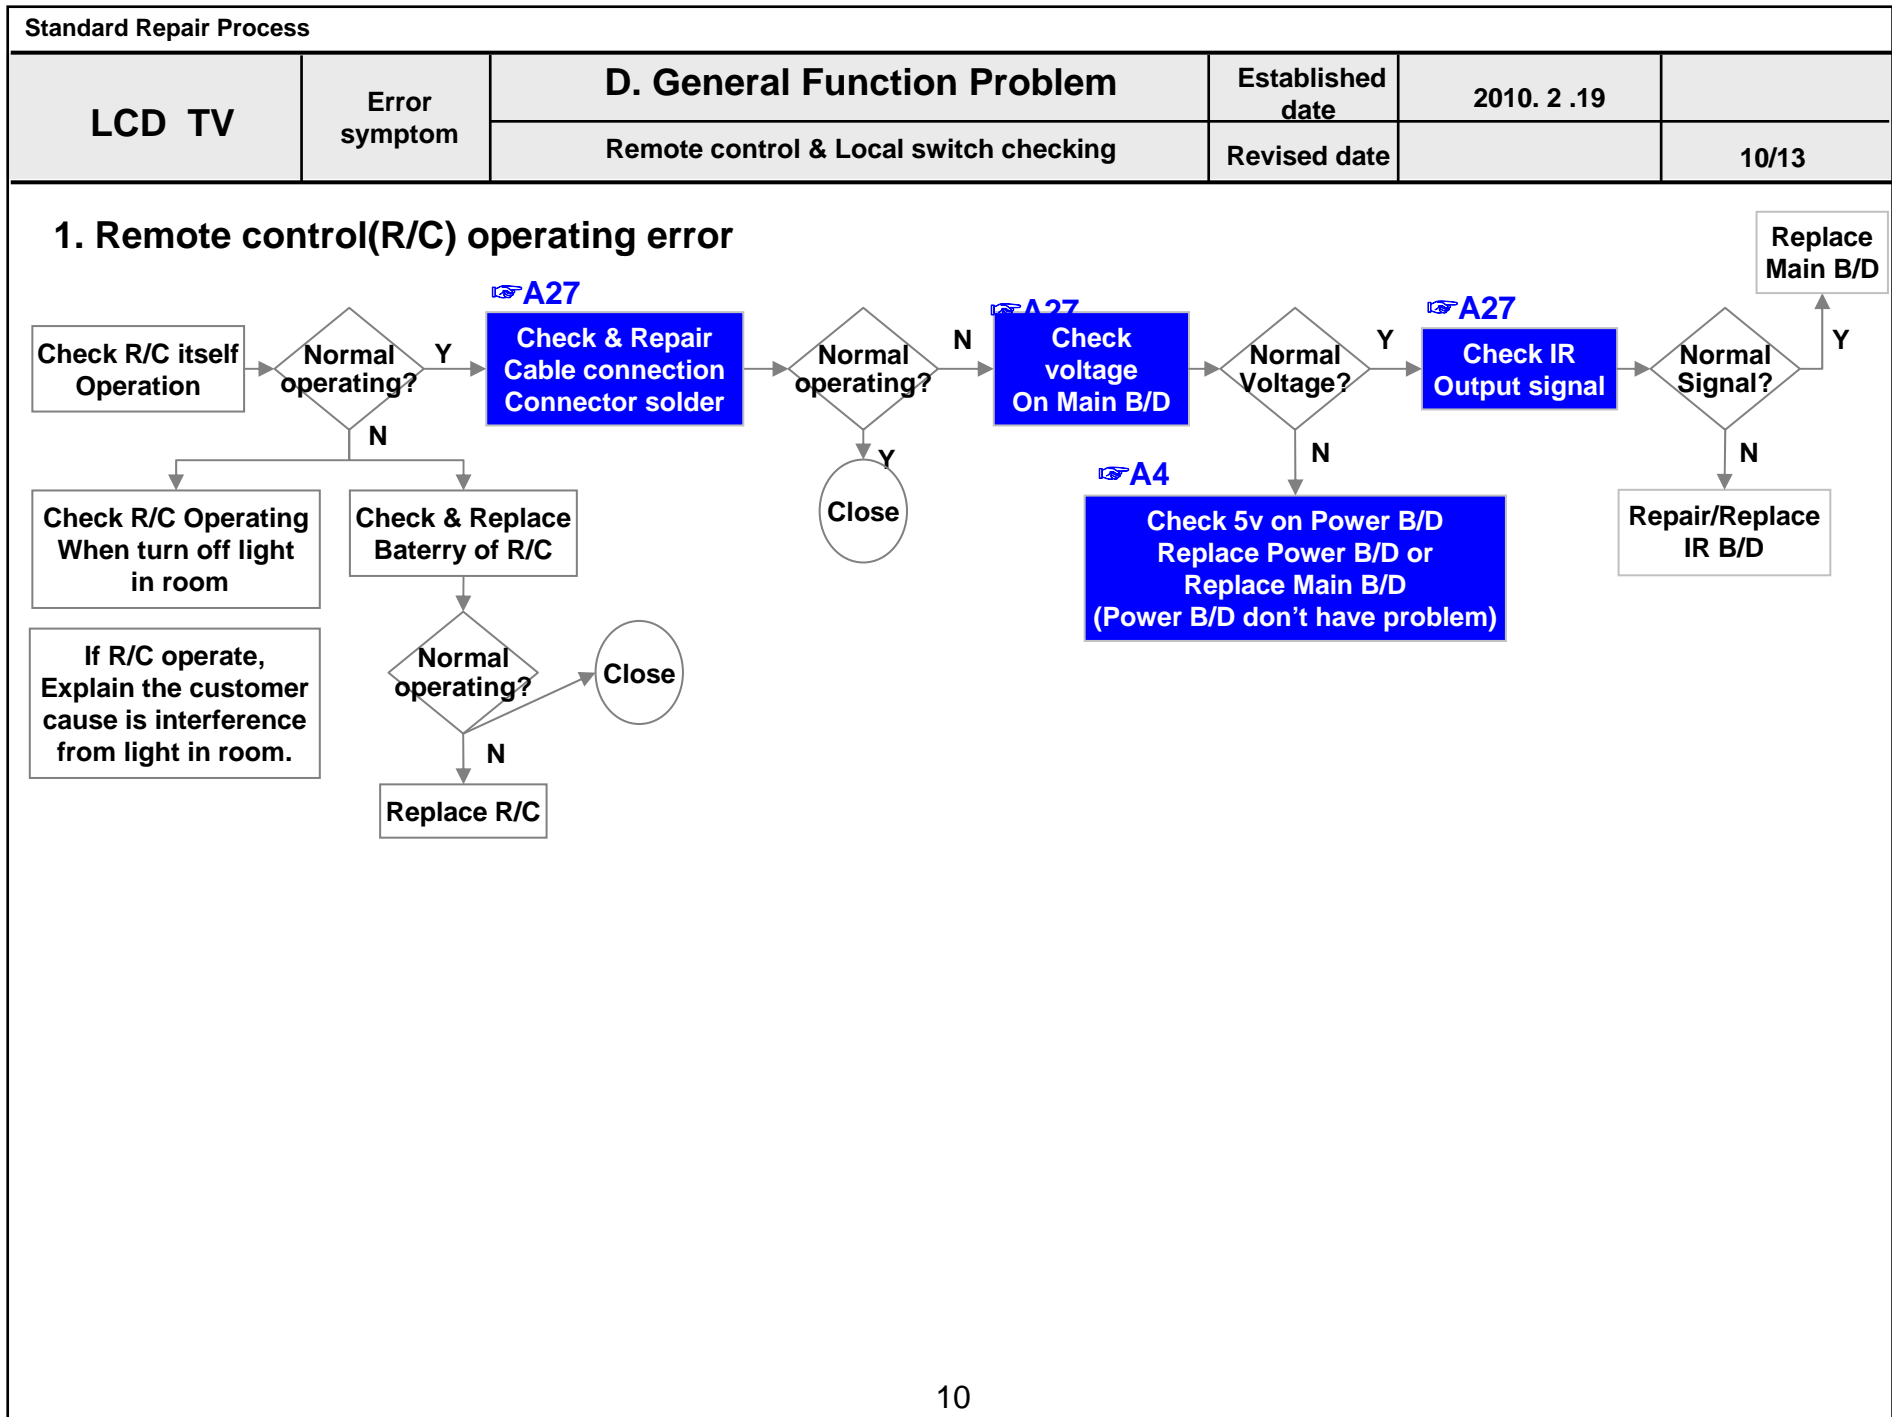 Standard Repair Process
LCD TV
Error
symptom
D. General Function Problem
Remote control & Local switch checking
Established
date
2010. 2 .19
Revised date
10/13
1. Remote control(R/C) operating error
Check R/C itself
Operation
Normal
operating?
Y
N
☞A27
Check & Repair
Cable connection
Connector solder
Normal
operating?
N
Y
Close
☞A27
Check
voltage
On Main B/D
Normal
Voltage?
Y
N
☞A27
Check IR
Output signal
Normal
Signal?
Y
Replace
Main B/D
N
Repair/Replace
IR B/D
☞A4
Check 5v on Power B/D
Replace Power B/D or
Replace Main B/D
(Power B/D don't have problem)
Check R/C Operating
When turn off light
in room
If R/C operate,
Explain the customer
cause is interference
from light in room.
Check & Replace
Baterry of R/C
Normal
operating?
Close
N
Replace R/C
10